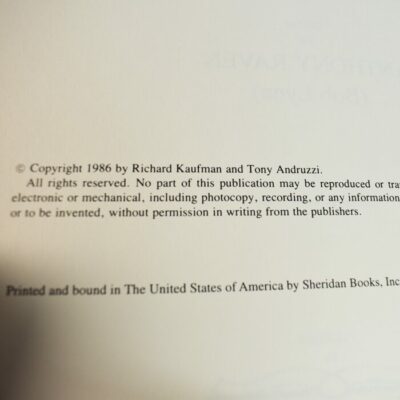 © Copyright 1986 by Richard Kaufman and Tony Andruzzi.
All rights reserved. No part of this publication may be reproduced or tra
electronic or mechanical, including photocopy, recording, or any information
or to be invented, without permission in writing from the publishers.
Printed and bound in The United States of America by Sheridan Books, Inc